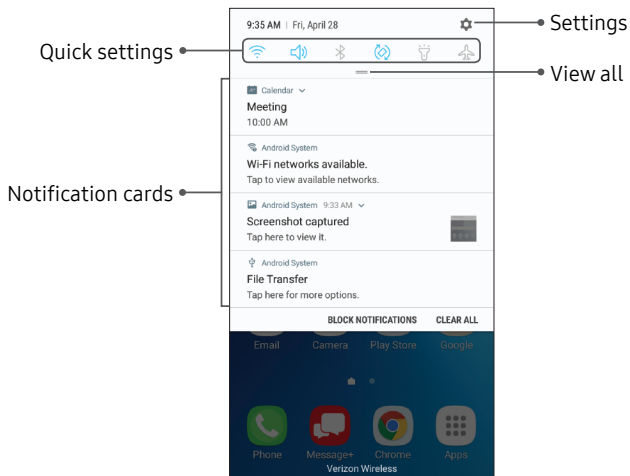 9:35 AM | Fri, April 28
Settings
Quick settings
View all
Notification cards
Calendar
Meeting
10:00 AM
Android System
Wi-Fi networks available.
Tap to view available networks.
Android System 9:33 AM
Screenshot captured
Tap here to view it.
Android System
File Transfer
Tap here for more options.
BLOCK NOTIFICATIONS CLEAR ALL
Email Camera Play Store Google
Phone Message+ Chrome Apps
Verizon Wireless